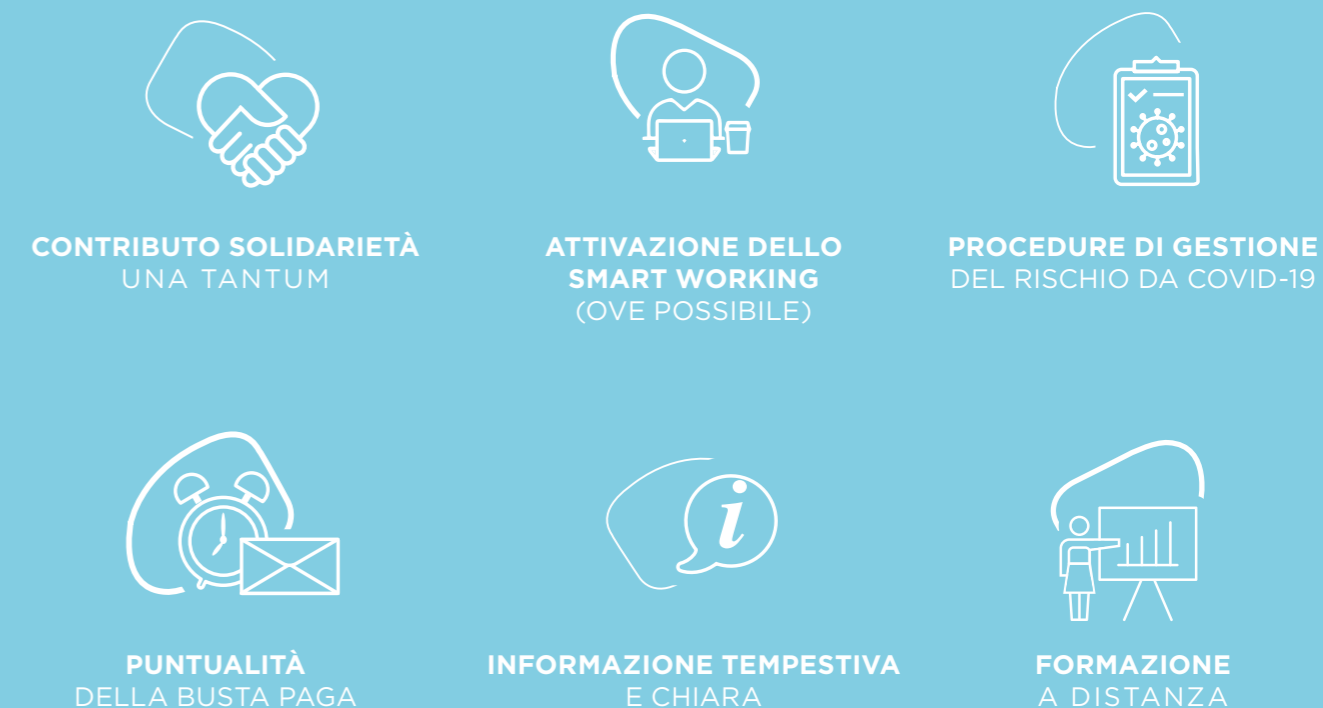 CONTRIBUTO SOLIDARIETÀ
UNA TANTUM
ATTIVAZIONE DELLO
SMART WORKING
(OVE POSSIBILE)
PROCEDURE DI GESTIONE
DEL RISCHIO DA COVID-19
PUNTUALITÀ
DELLA BUSTA PAGA
INFORMAZIONE TEMPESTIVA
E CHIARA
FORMAZIONE
A DISTANZA